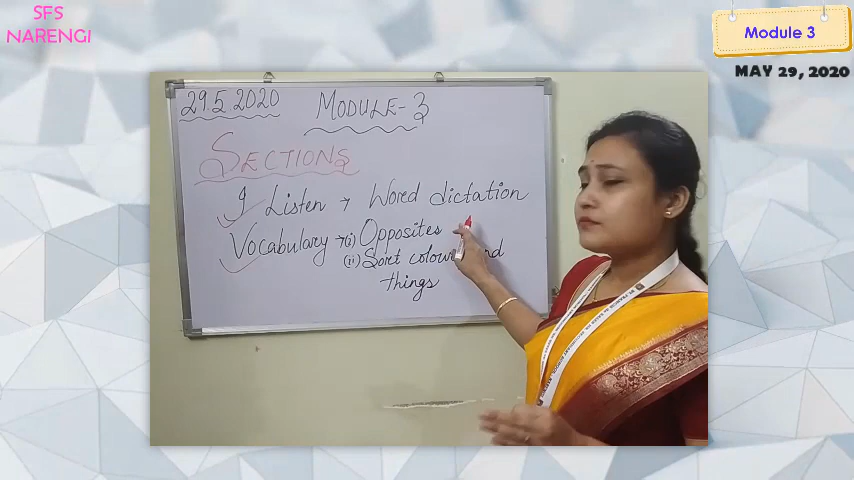 SFS
NARENGI
Module 3
MAY 29, 2020
29.5.2020 MODULE-3
SECTIONS
I Listen → Word dictation
Vocabulary → (i) Opposites
(ii) Sort colours and
things